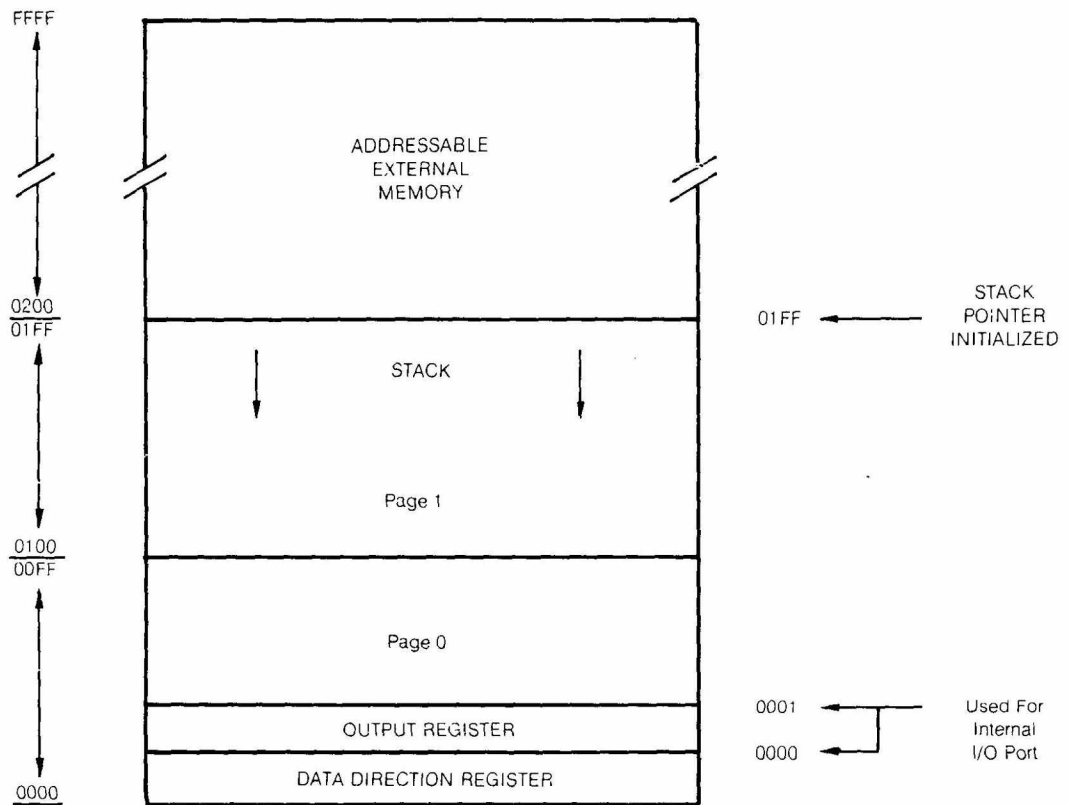 FFFF
ADDRESSABLE
EXTERNAL
MEMORY
0200
01FF
01FF
STACK
POINTER
INITIALIZED
STACK
Page 1
0100
00FF
Page 0
0001
Used For
Internal
I/O Port
OUTPUT REGISTER
0000
DATA DIRECTION REGISTER
0000